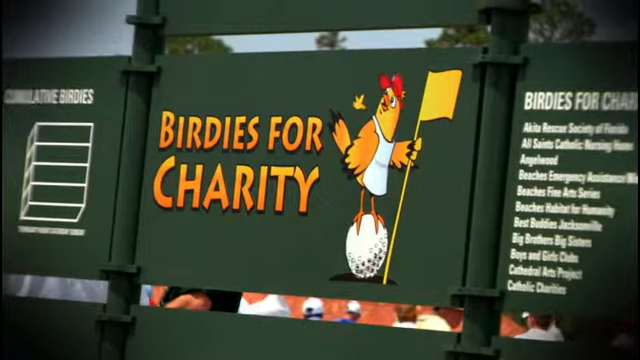 CUMULATIVE BIRDIES
BIRDIES FOR
CHARITY
BIRDIES FOR CHAR
Akita Rescue Society of Florida
All Saints Catholic Nursing Home
Angelwood
Beaches Emergency Assistance Mi
Beaches Fine Arts Series
Beaches Habitat for Humanity
Best Buddies Jacksonville
Big Brothers Big Sisters
Boys and Girls Clubs
Cathedral Arts Project
Catholic Charities